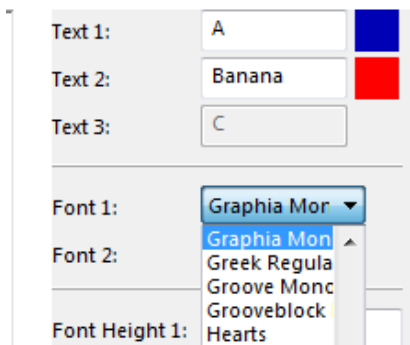 Text 1: A
Text 2: Banana
Text 3: C
Font 1: Graphia Mor
Graphia Mon
Font 2:
Greek Regula
Groove Monc
Grooveblock
Font Height 1:
Hearts